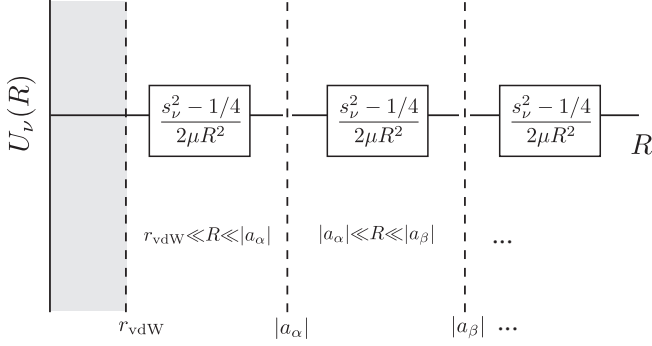 U_ν(R)
s_ν^2 − 1/4
2μR^2
s_ν^2 − 1/4
2μR^2
s_ν^2 − 1/4
2μR^2
R
r_vdW≪R≪|a_α|
|a_α|≪R≪|a_β|
...
r_vdW
|a_α|
|a_β| ...